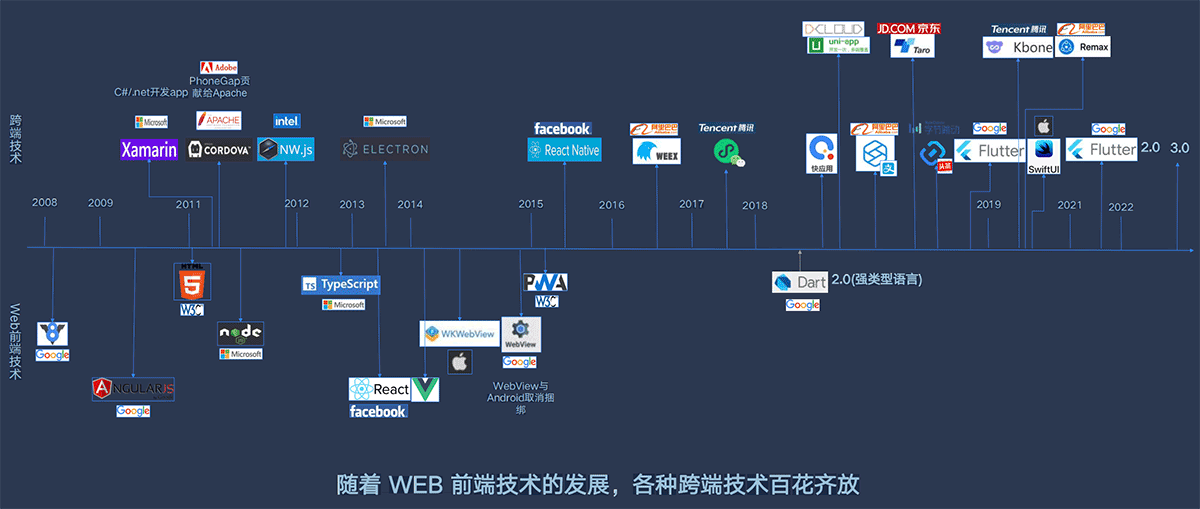 DCLOUD
uni-app
JD.COM 京东
Taro
Tencent 腾讯
Kbone
阿里巴巴
Remax
Adobe
PhoneGap贡
献给Apache
C#/.net开发app
跨端技术
Microsoft
Xamarin
APACHE
CORDOVA
intel
NW.js
Microsoft
ELECTRON
facebook
React Native
阿里巴巴
WEEX
Tencent 腾讯
快应用
阿里巴巴
支
字节跳动
头条
Google
Flutter
SwiftUI
Google
Flutter
2.0
3.0
2008
2009
2011
2012
2013
2014
2015
2016
2017
2018
2019
2021
2022
Web前端技术
8
Google
ANGULARJS
Google
HTML
5
W3C
node
JS
Microsoft
TS TypeScript
Microsoft
React
facebook
WKWebView
WebView
Google
WebView与
Android取消捆
绑
PWA
W3C
Dart
2.0(强类型语言)
Google
随着 WEB 前端技术的发展，各种跨端技术百花齐放